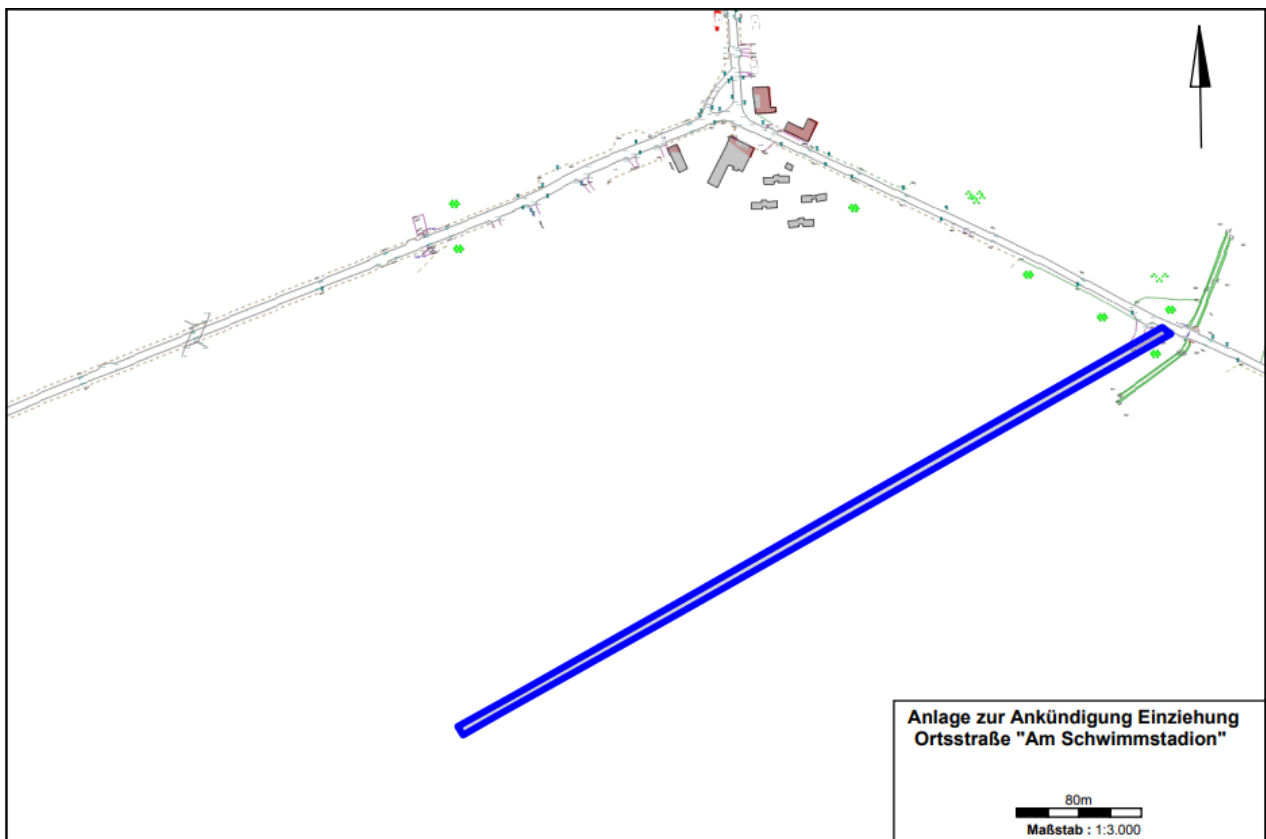 Anlage zur Ankündigung Einziehung
Ortsstraße "Am Schwimmstadion"
80m
Maßstab : 1:3.000